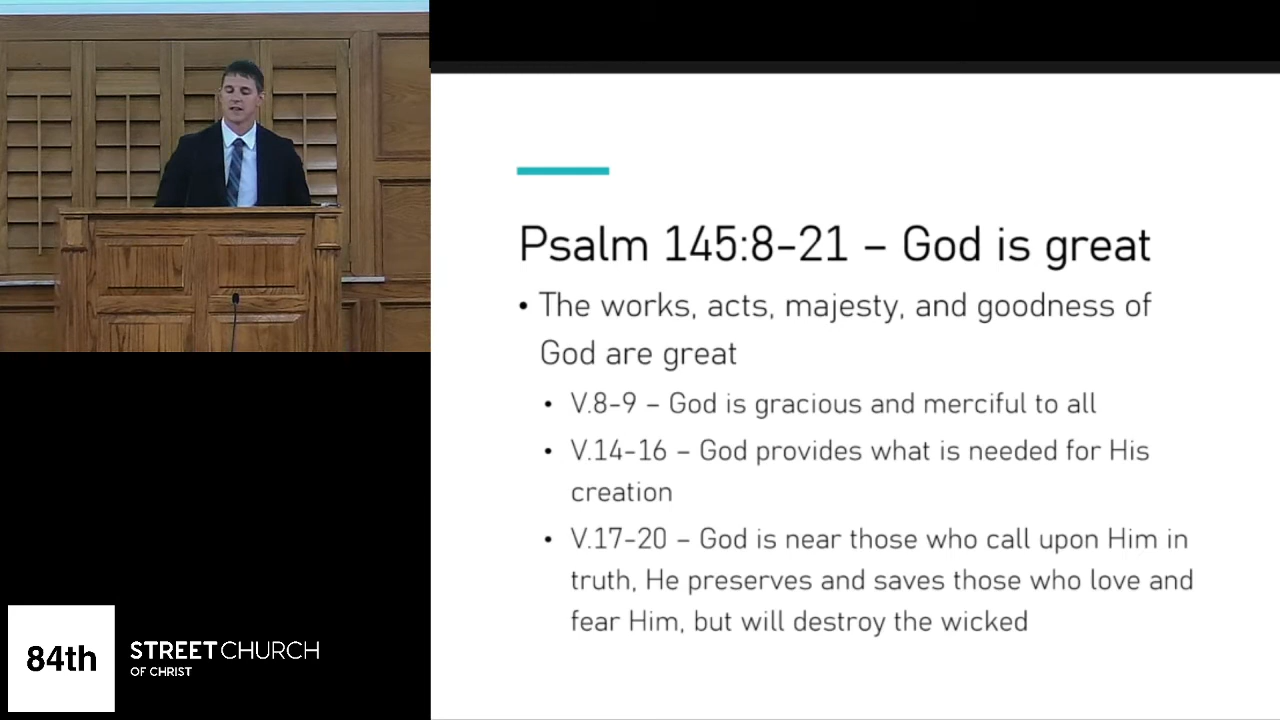 Psalm 145:8-21 – God is great
• The works, acts, majesty, and goodness of
God are great
• V.8-9 – God is gracious and merciful to all
• V.14-16 – God provides what is needed for His
creation
• V.17-20 – God is near those who call upon Him in
truth, He preserves and saves those who love and
fear Him, but will destroy the wicked
84th
STREET CHURCH
OF CHRIST